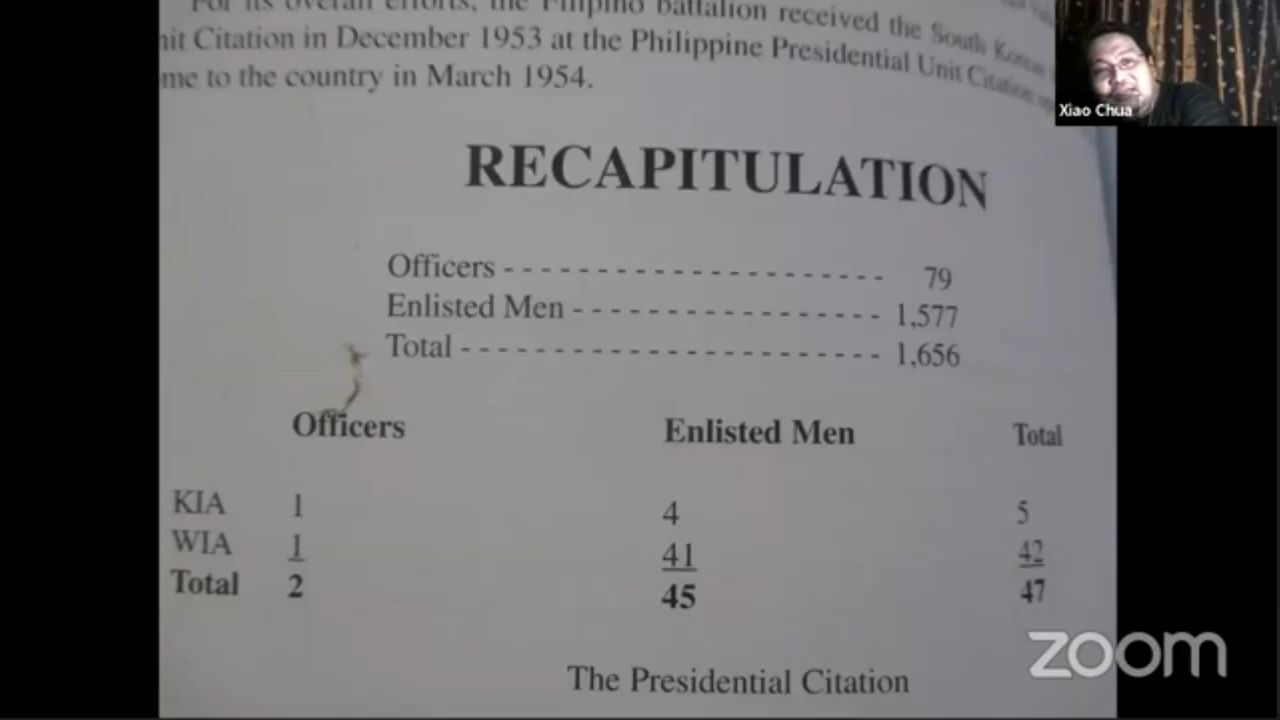 For its overall efforts, the Filipino battalion received the South Korean
nit Citation in December 1953 at the Philippine Presidential Unit Citation
me to the country in March 1954.
Xiao Chua
RECAPITULATION
Officers - - - - - - - - - - - - - - - - - - - - - 79
Enlisted Men - - - - - - - - - - - - - - - - - 1,577
Total - - - - - - - - - - - - - - - - - - - - - - - 1,656
Officers Enlisted Men Total
KIA 1 4 5
WIA 1 41 42
Total 2 45 47
The Presidential Citation
zoom